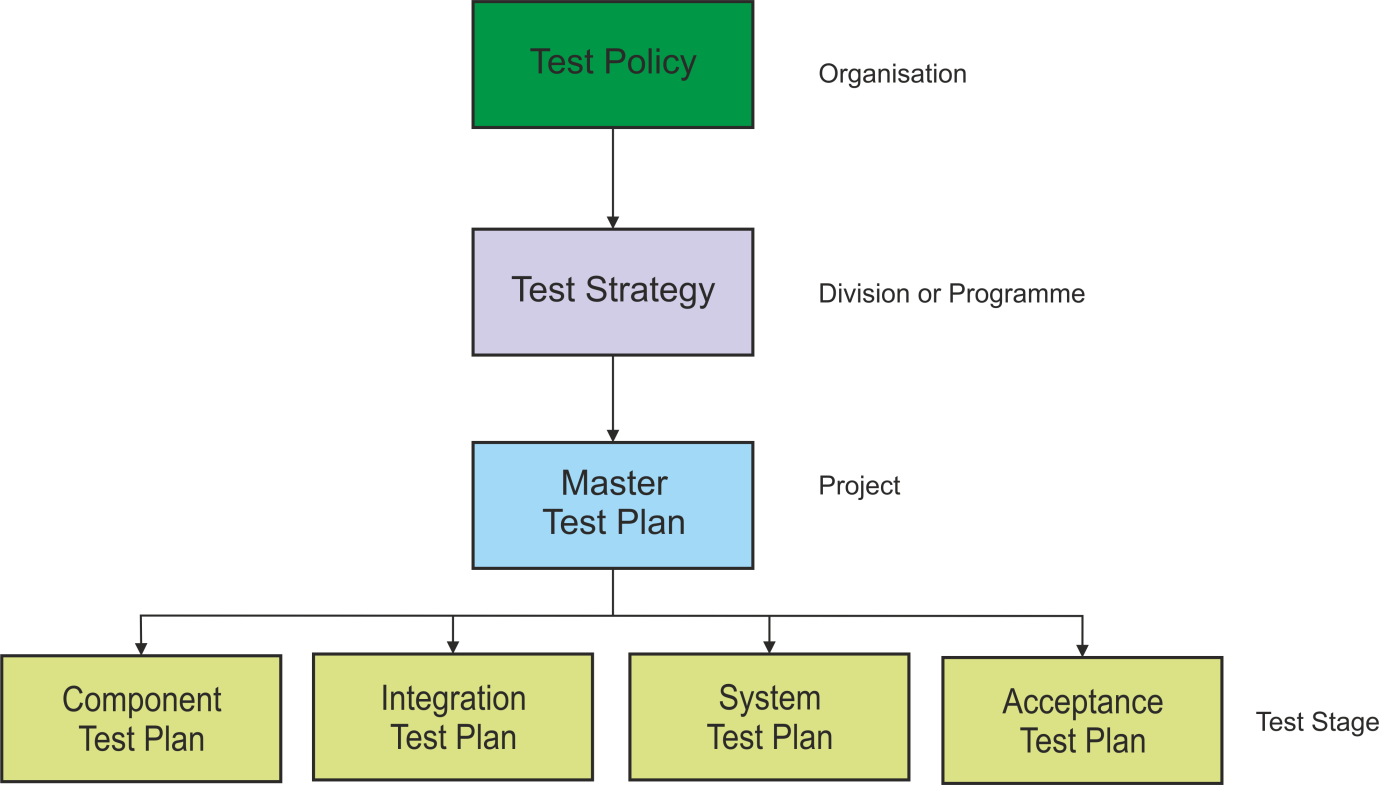 Test Policy
Organisation
Test Strategy
Division or Programme
Master
Test Plan
Project
Component
Test Plan
Integration
Test Plan
System
Test Plan
Acceptance
Test Plan
Test Stage